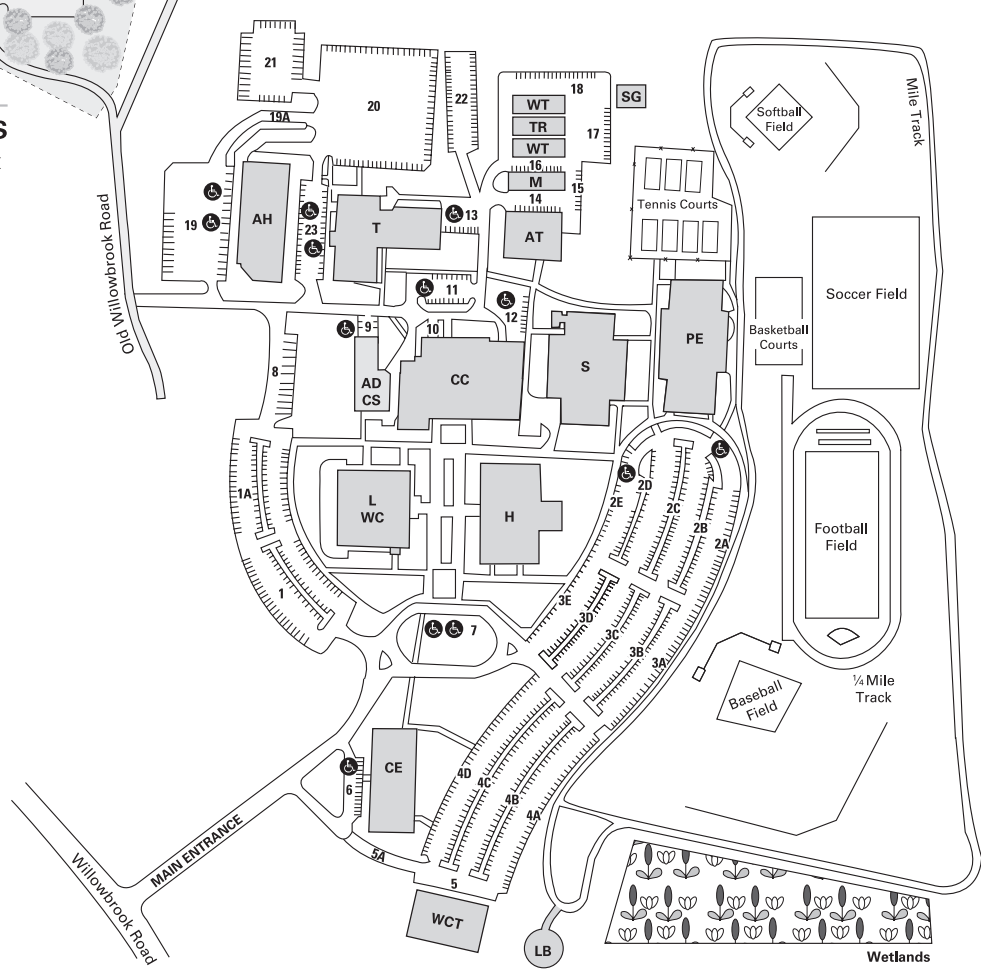 S
21
20
22
18
SG
WT
17
TR
WT
16
M
15
14
AT
19A
19
AH
23
T
13
11
12
10
9
8
AD
CS
CC
S
PE
Tennis Courts
Softball
Field
Mile Track
Soccer Field
Basketball
Courts
Old Willowbrook Road
1A
1
L
WC
H
2E
2D
2C
2B
2A
Football
Field
3E
3D
3C
3B
3A
7
¼ Mile
Track
Baseball
Field
CE
6
5A
4D
4C
4B
4A
5
WCT
LB
MAIN ENTRANCE
Willowbrook Road
Wetlands